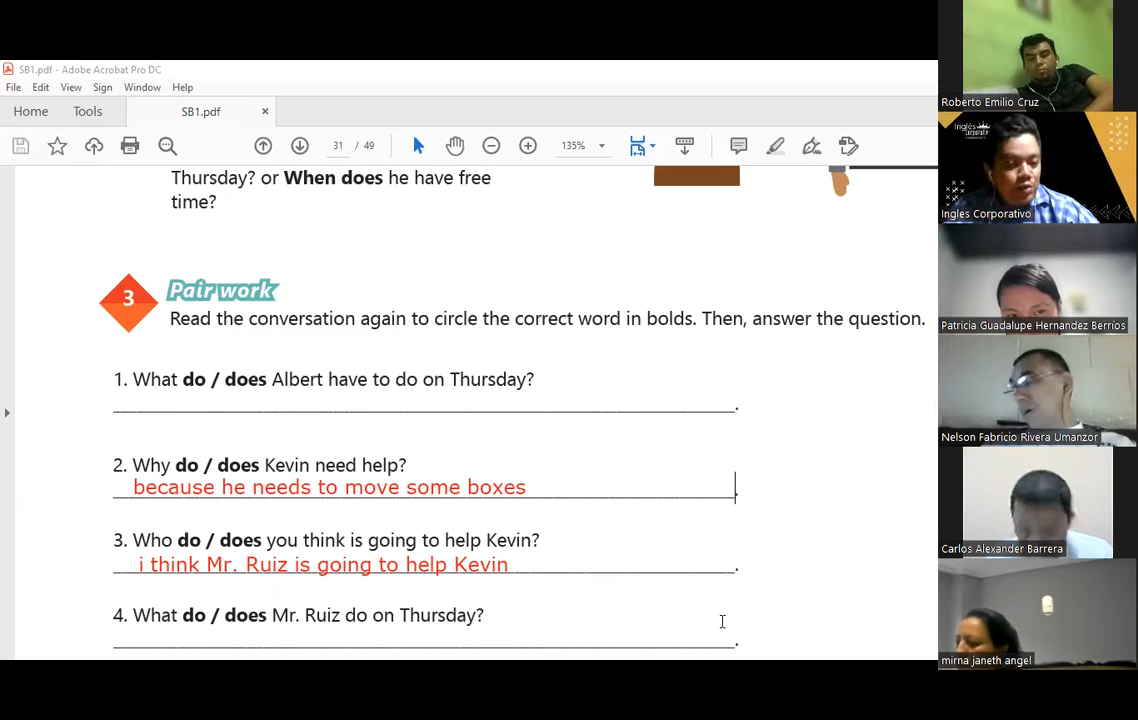 SB1.pdf - Adobe Acrobat Pro DC
File Edit View Sign Window Help
Home Tools SB1.pdf ×
31 / 49 135%
Thursday? or When does he have free
time?
3 Pair work
Read the conversation again to circle the correct word in bolds. Then, answer the question.
1. What do / does Albert have to do on Thursday?
.
2. Why do / does Kevin need help?
because he needs to move some boxes .
3. Who do / does you think is going to help Kevin?
i think Mr. Ruiz is going to help Kevin .
4. What do / does Mr. Ruiz do on Thursday?
.
Roberto Emilio Cruz
Inglés
Corporativo
Ingles Corporativo
Patricia Guadalupe Hernandez Berríos
Nelson Fabricio Rivera Umanzor
Carlos Alexander Barrera
mirna janeth angel